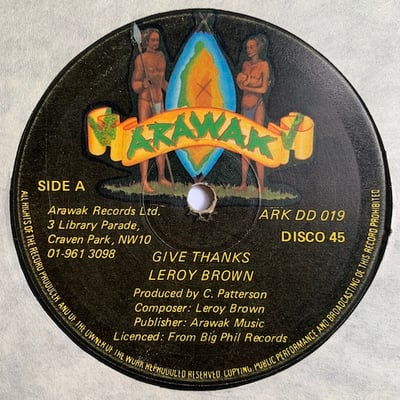 ARAWAK
SIDE A
Arawak Records Ltd.
3 Library Parade,
Craven Park, NW10
01-961 3098
ARK DD 019
DISCO 45
GIVE THANKS
LEROY BROWN
Produced by C. Patterson
Composer: Leroy Brown
Publisher: Arawak Music
Licenced: From Big Phil Records
ALL RIGHTS OF THE RECORD PRODUCER AND OF THE OWNER OF THE WORK REPRODUCED RESERVED. COPYING, PUBLIC PERFORMANCE AND BROADCASTING OF THIS RECORD PROHIBITED